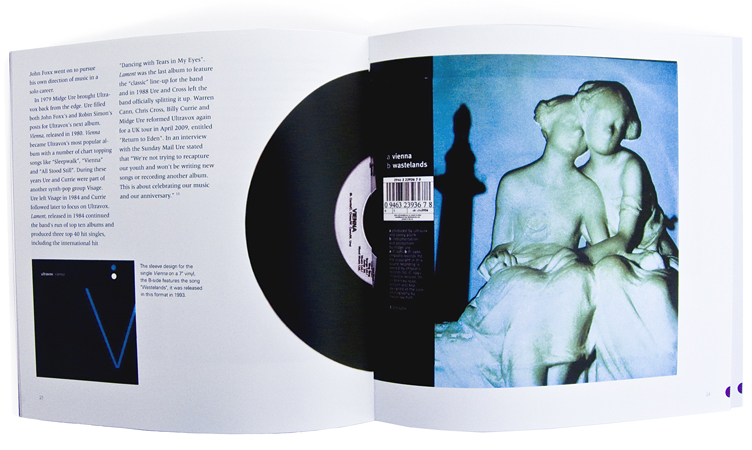 John Foxx went on to pursue
his own direction of music in a
solo career.
In 1979 Midge Ure brought Ultra-
vox back from the edge. Ure filled
both John Foxx's and Robin Simon's
posts for Ultravox's next album.
Vienna, released in 1980. Vienna
became Ultravox's most popular al-
bum with a number of chart topping
songs like "Sleepwalk", "Vienna"
and "All Stood Still". During these
years Ure and Currie were part of
another synth-pop group Visage.
Ure left Visage in 1984 and Currie
followed later to focus on Ultravox.
Lament, released in 1984 continued
the band's run of top ten albums and
produced three top 40 hit singles,
including the international hit
"Dancing with Tears in My Eyes".
Lament was the last album to feature
the "classic" line-up for the band
and in 1988 Ure and Cross left the
band officially splitting it up. Warren
Cann, Chris Cross, Billy Currie and
Midge Ure reformed Ultravox again
for a UK tour in April 2009, entitled
"Return to Eden". In an interview
with the Sunday Mail Ure stated
that "We're not trying to recapture
our youth and won't be writing new
songs or recording another album.
This is about celebrating our music
and our anniversary."
The sleeve design for the
single Vienna on a 7" vinyl,
the B-side features the song
"Wastelands", it was released
in this format in 1993.
VIENNA
a vienna
b wastelands
0 9463 23936 7 8